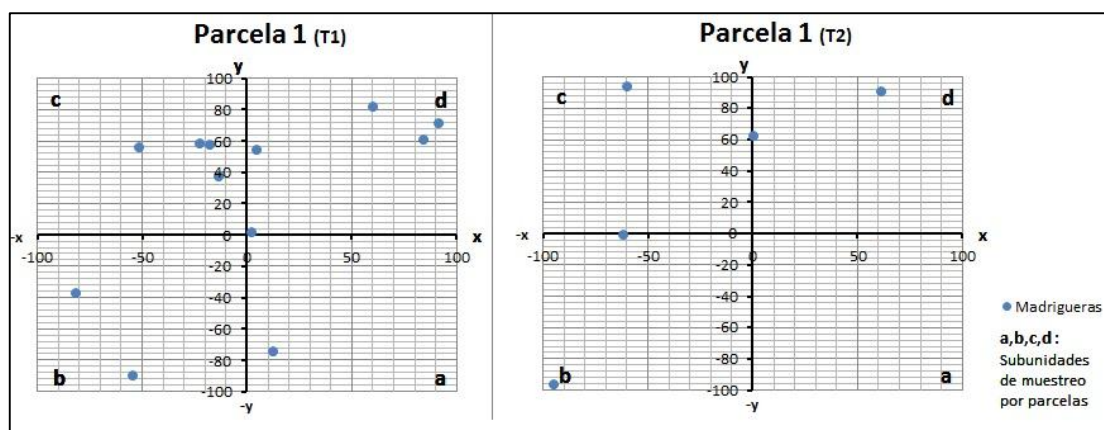 Parcela 1 (T1)
y
100
c
d
80
60
40
20
-x
0
x
-100
-50
0
50
100
-20
-40
-60
-80
b
a
-100
-y
Parcela 1 (T2)
y
100
c
d
80
60
40
20
-x
0
x
-100
-50
0
50
100
-20
-40
-60
-80
b
a
-100
-y
Madrigueras
a,b,c,d :
Subunidades
de muestreo
por parcelas